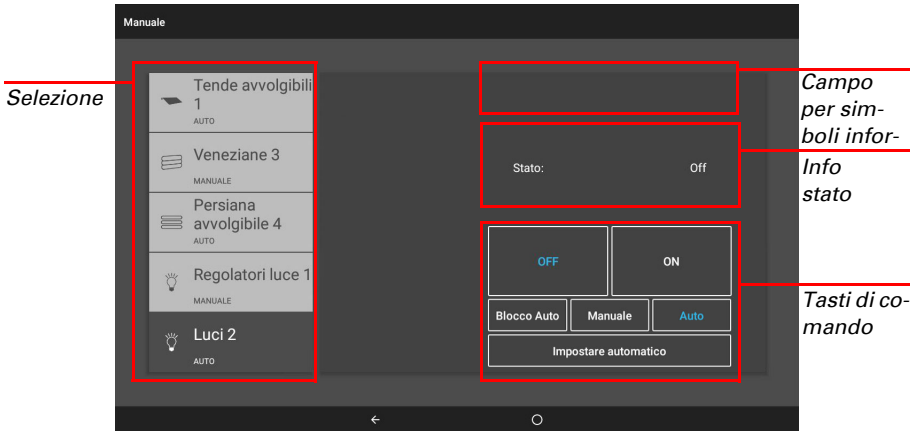 Manuale
Selezione
Tende avvolgibili
1
AUTO
Veneziane 3
MANUALE
Persiana
avvolgibile 4
AUTO
Regolatori luce 1
MANUALE
Luci 2
AUTO
Campo
per sim-
boli infor-
Stato: Off
Info
stato
OFF ON
Blocco Auto Manuale Auto
Impostare automatico
Tasti di co-
mando